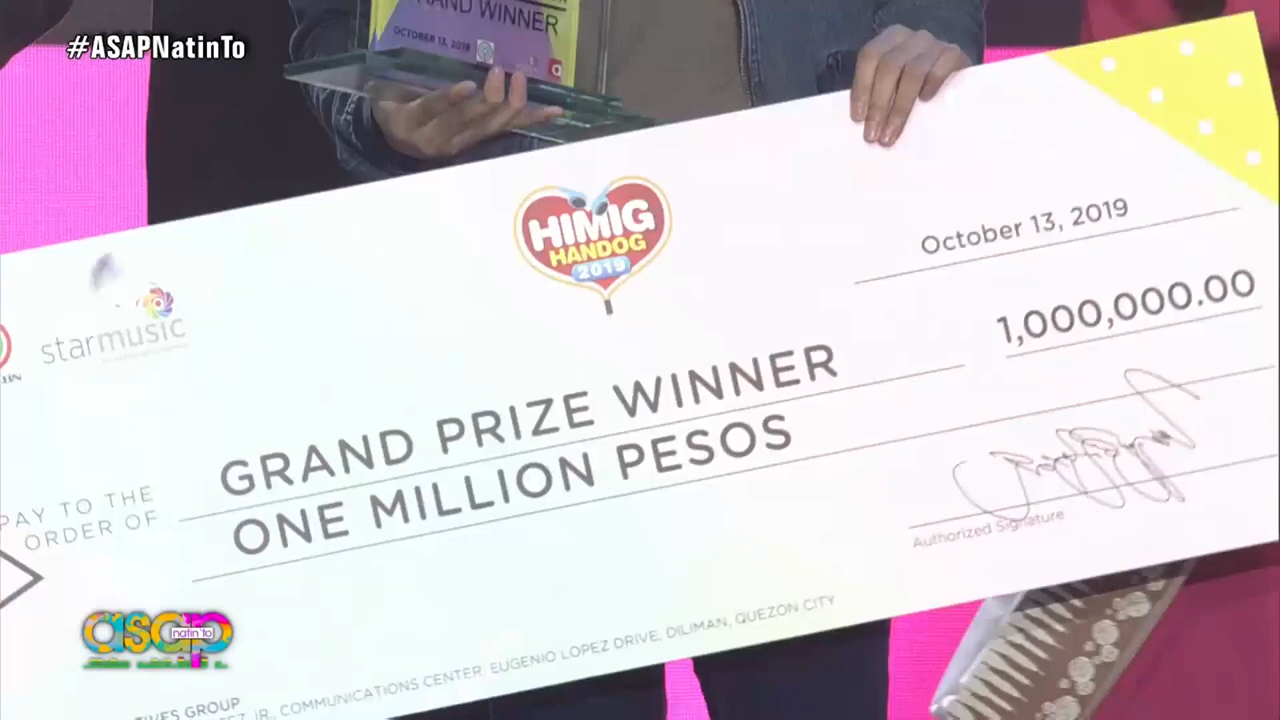 #ASAPNatinTo
GRAND WINNER
OCTOBER 13, 2019
HIMIG
HANDOG
2019
October 13, 2019
1,000,000.00
starmusic
GRAND PRIZE WINNER
ONE MILLION PESOS
PAY TO THE
ORDER OF
Authorized Signature
asap
natin to
COMMUNICATIONS CENTER, EUGENIO LOPEZ DRIVE, DILIMAN, QUEZON CITY
GROUP